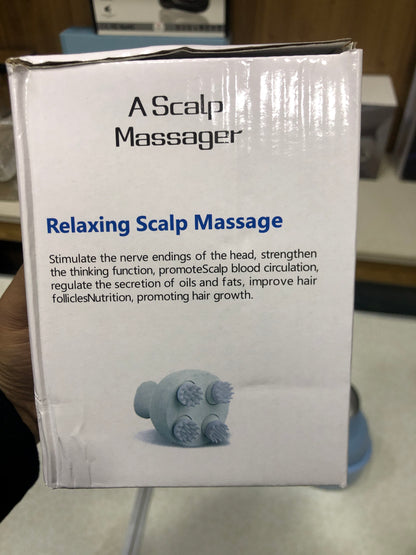 A Scalp
Massager
Relaxing Scalp Massage
Stimulate the nerve endings of the head, strengthen
the thinking function, promoteScalp blood circulation,
regulate the secretion of oils and fats, improve hair
folliclesNutrition, promoting hair growth.